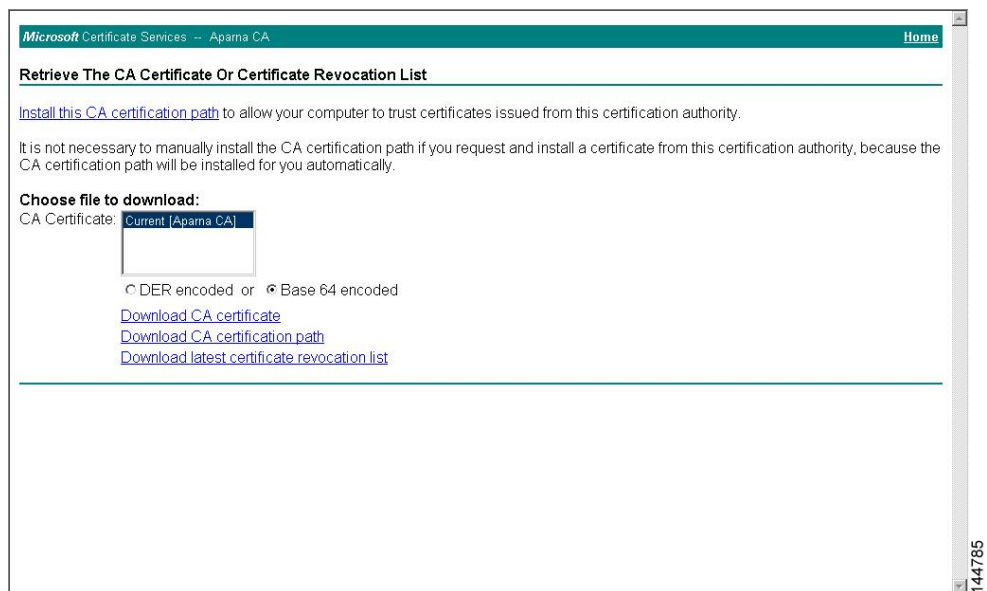 Microsoft Certificate Services -- Aparna CA Home
Retrieve The CA Certificate Or Certificate Revocation List
Install this CA certification path to allow your computer to trust certificates issued from this certification authority.
It is not necessary to manually install the CA certification path if you request and install a certificate from this certification authority, because the
CA certification path will be installed for you automatically.
Choose file to download:
CA Certificate: Current [Aparna CA]
DER encoded or Base 64 encoded
Download CA certificate
Download CA certification path
Download latest certificate revocation list
144785